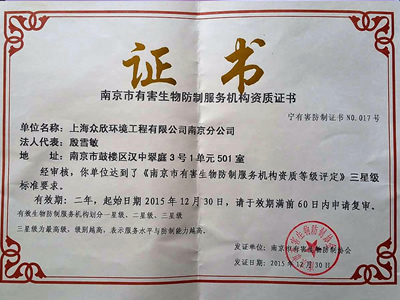 证书
南京市有害生物防制服务机构资质证书
宁有害防制证书NO.017号
单位名称：上海众欣环境工程有限公司南京分公司
法人代表：殷雪敏
地 址：南京市鼓楼区汉中翠庭3号1单元501室
经审核，你单位达到了《南京市有害生物防制服务机构资质等级评定》三星级
标准要求。
有效期：二年，起自2015年12月30日，请于效期满前60日内申请复审。
有效生物防制服务机构划分一星级、二星级、三星级
三星级为最高级，级别越高，表示服务水平与防制能力越高。
发证单位：南京市有害生物防制协会
发证日期：2015年12月30日